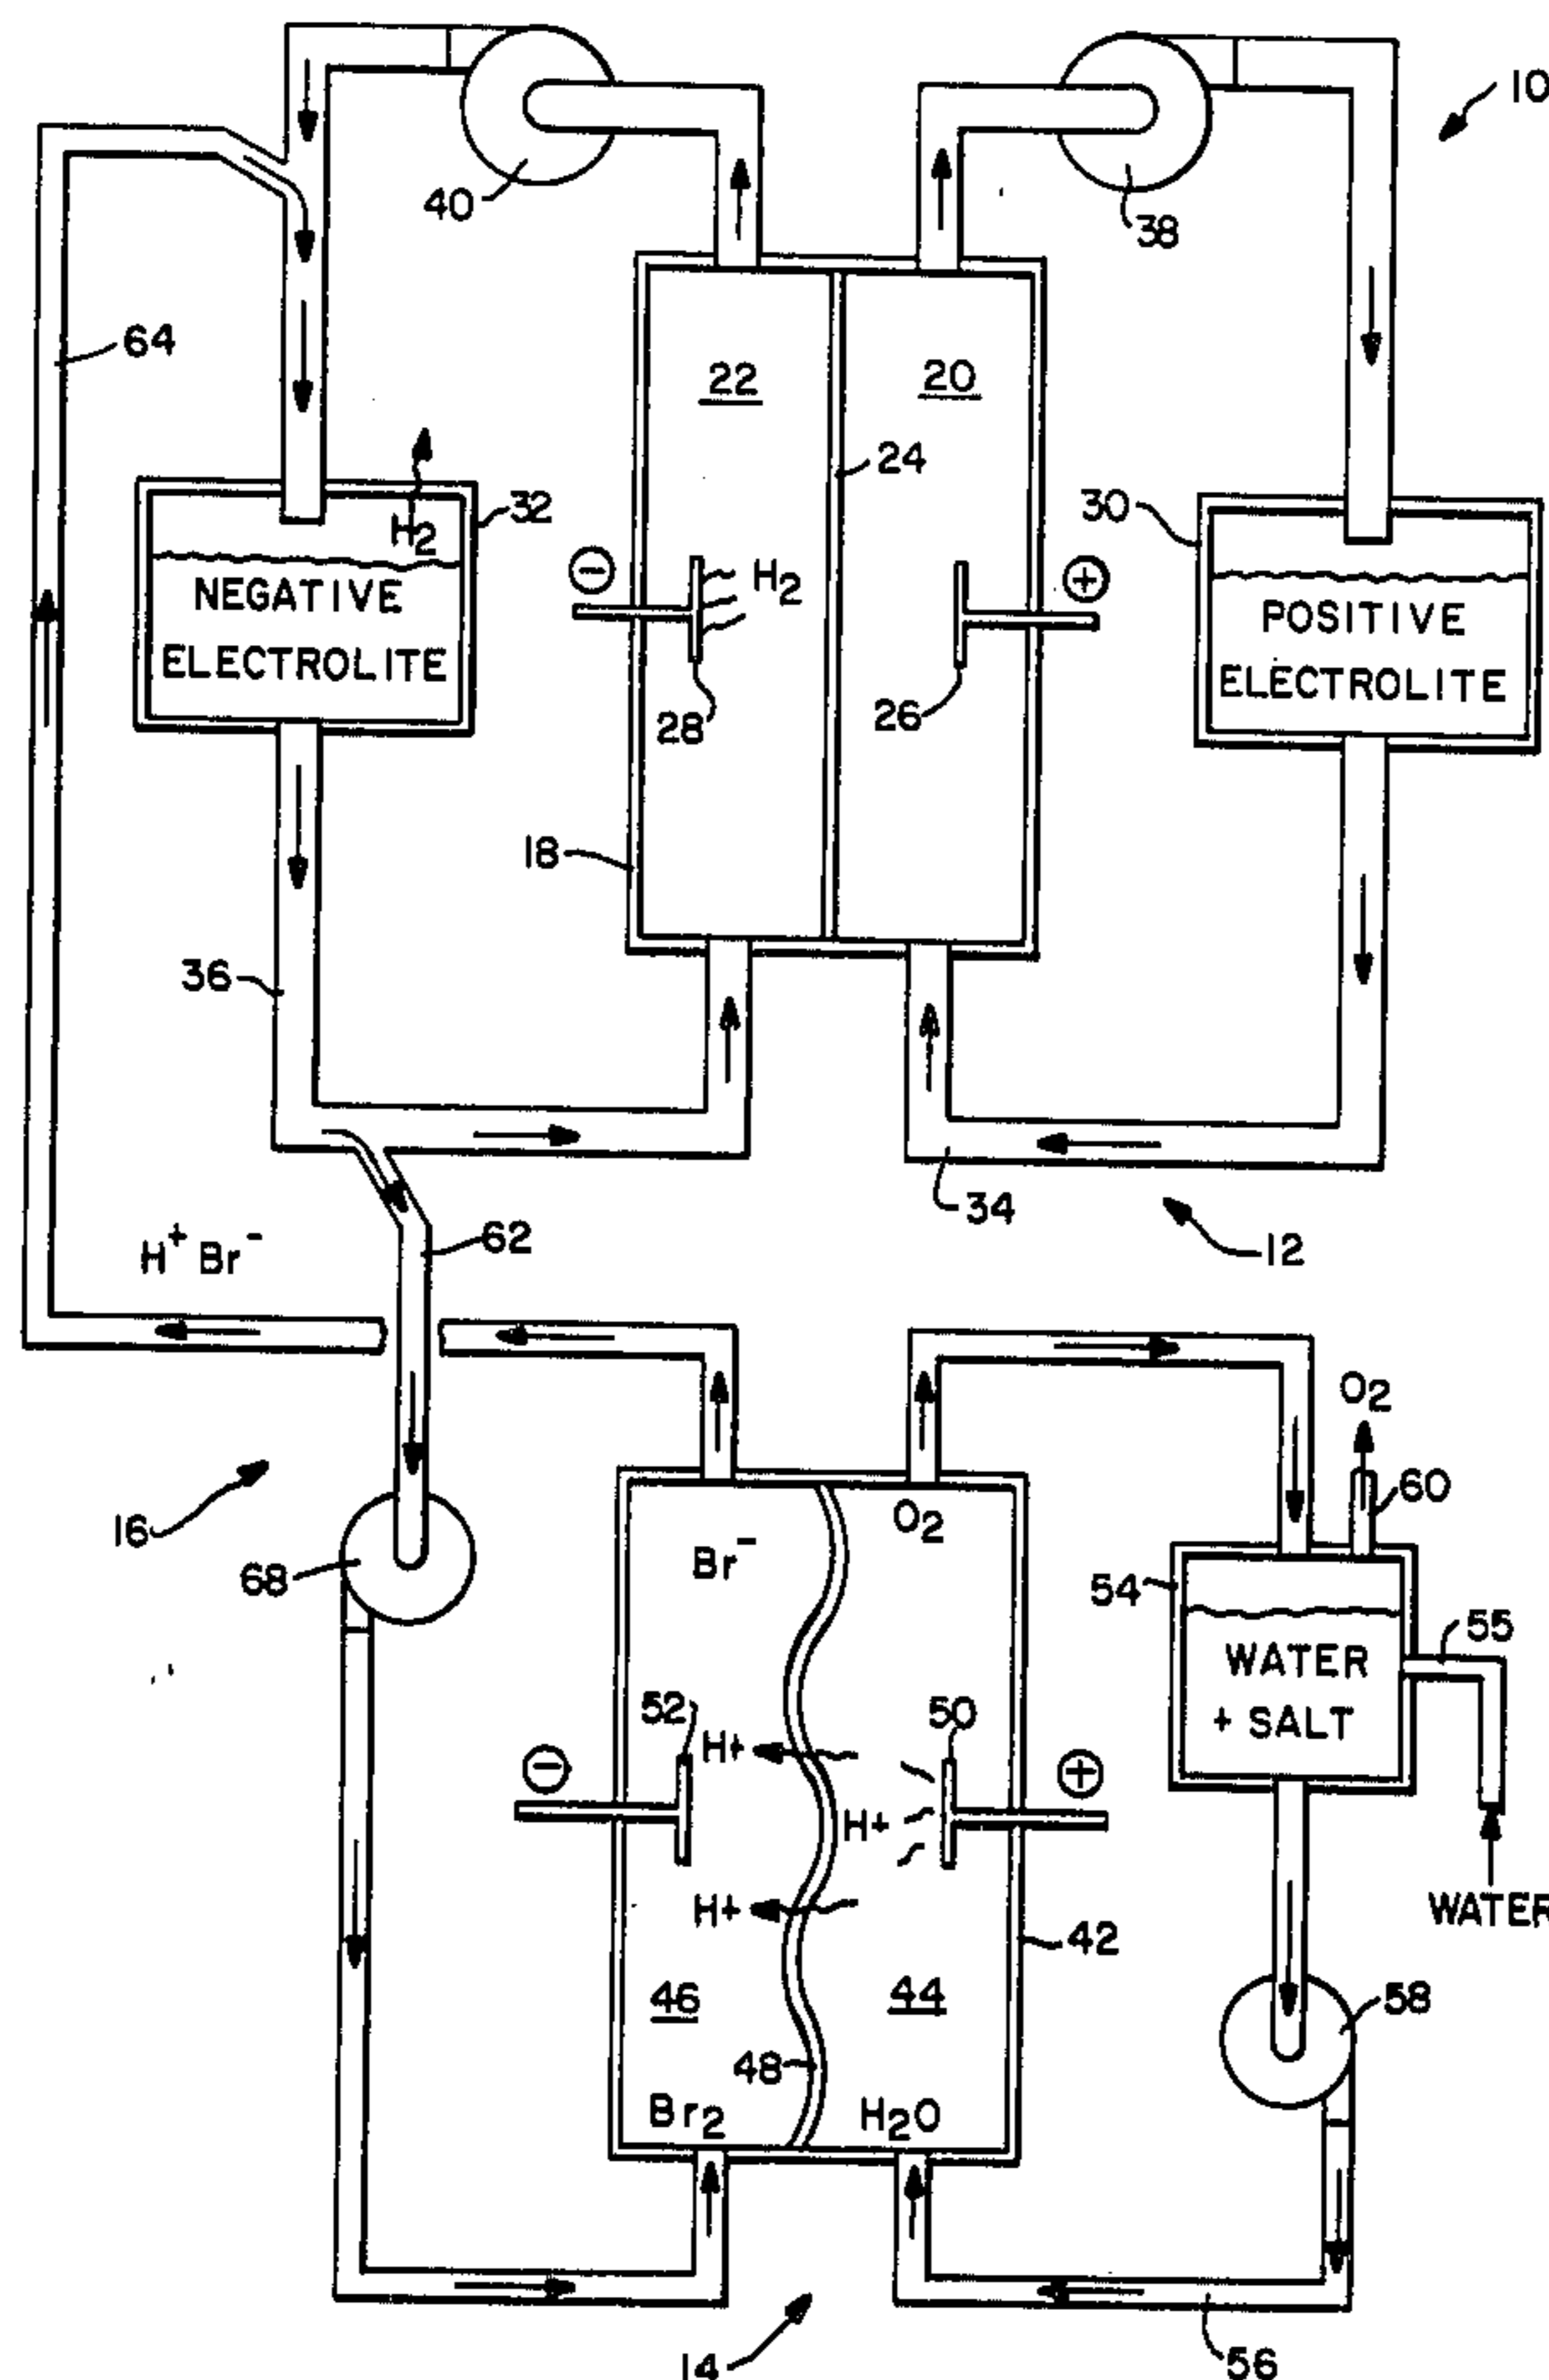 10
40
38
64
22
20
24
H2
32
30
NEGATIVE
ELECTROLITE
−
H2
+
POSITIVE
ELECTROLITE
28
26
18
36
34
12
62
H+ Br−
O2
60
16
68
Br−
O2
54
55
WATER
+ SALT
52
50
H+
−
+
H+
H+
WATER
42
46
44
58
48
Br2
H2O
14
56